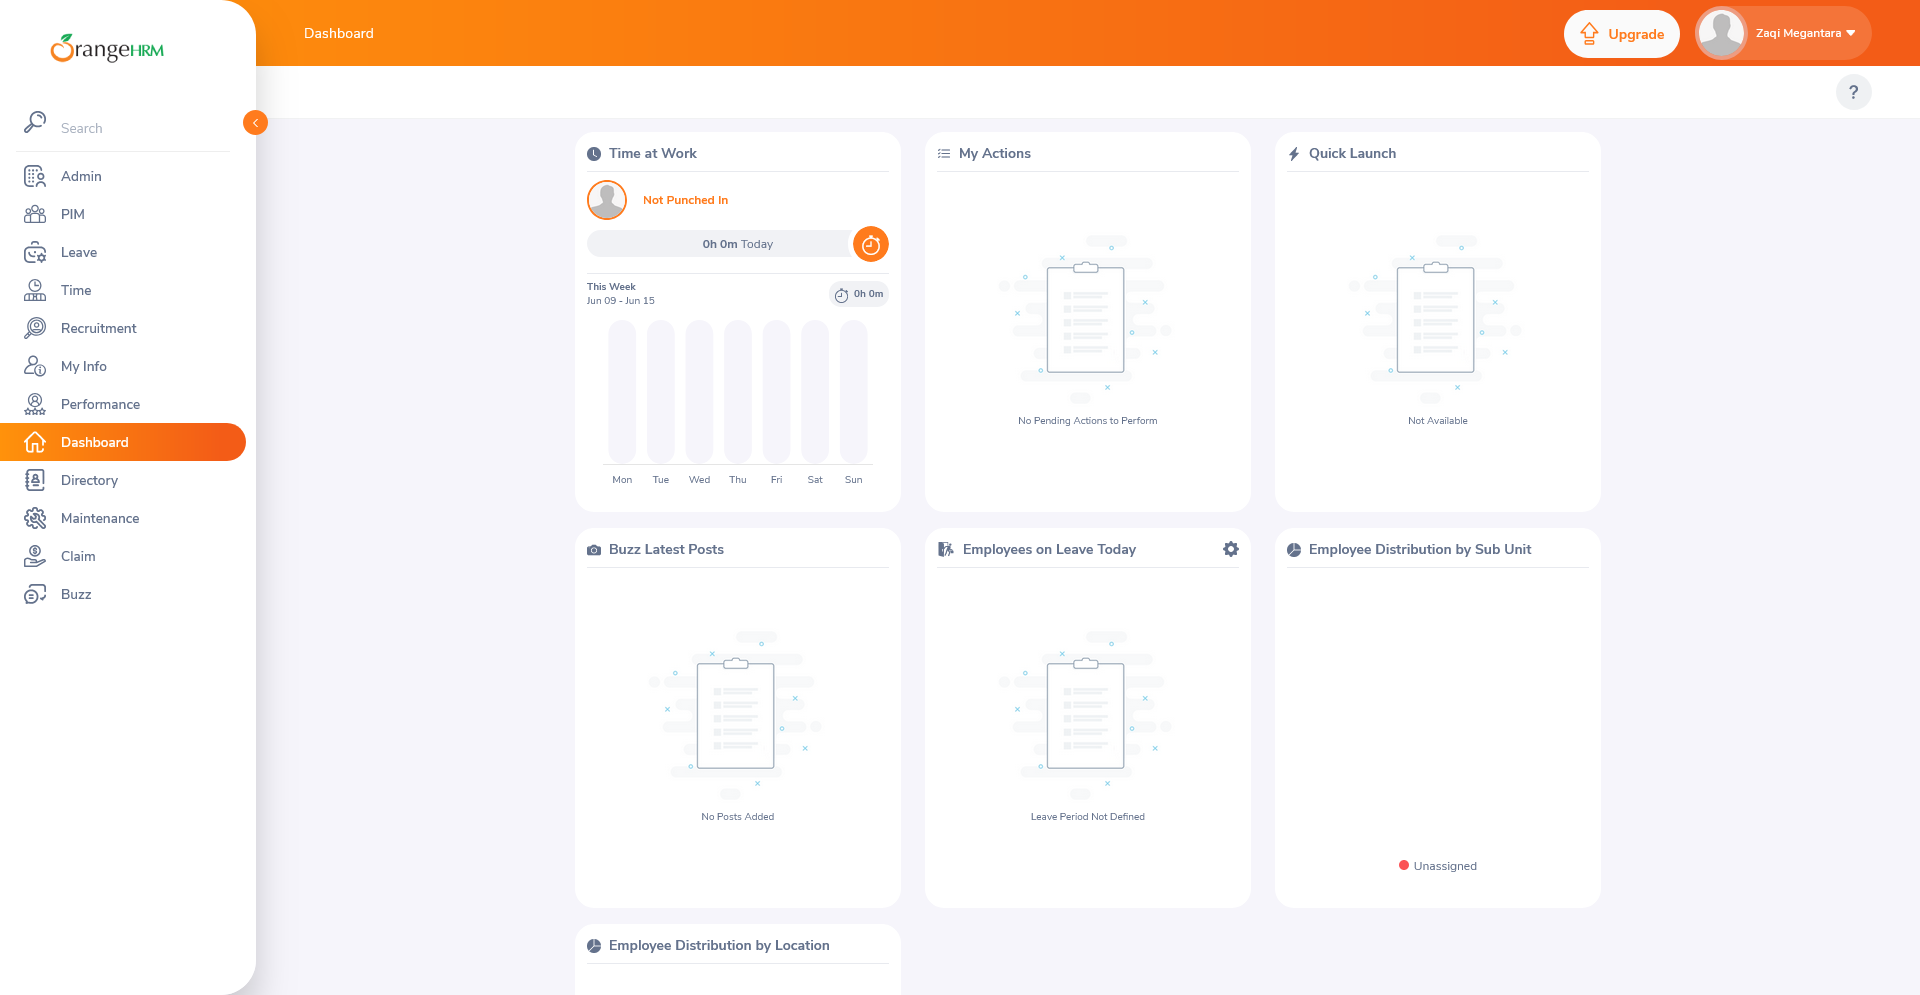 OrangeHRM
Search
Admin
PIM
Leave
Time
Recruitment
My Info
Performance
Dashboard
Directory
Maintenance
Claim
Buzz
Dashboard
Upgrade
Zaqi Megantara
?
Time at Work
Not Punched In
0h 0m Today
This Week
Jun 09 - Jun 15
0h 0m
Mon Tue Wed Thu Fri Sat Sun
My Actions
No Pending Actions to Perform
Quick Launch
Not Available
Buzz Latest Posts
No Posts Added
Employees on Leave Today
Leave Period Not Defined
Employee Distribution by Sub Unit
Unassigned
Employee Distribution by Location